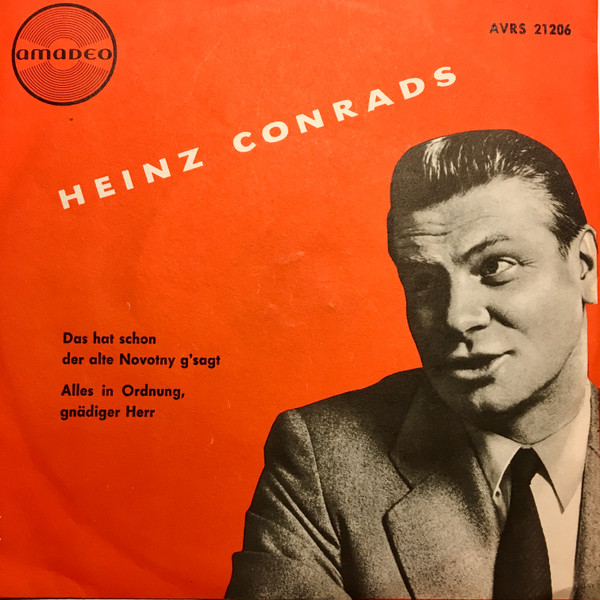 amadeo
AVRS 21206
HEINZ CONRADS
Das hat schon
der alte Novotny g'sagt
Alles in Ordnung,
gnädiger Herr